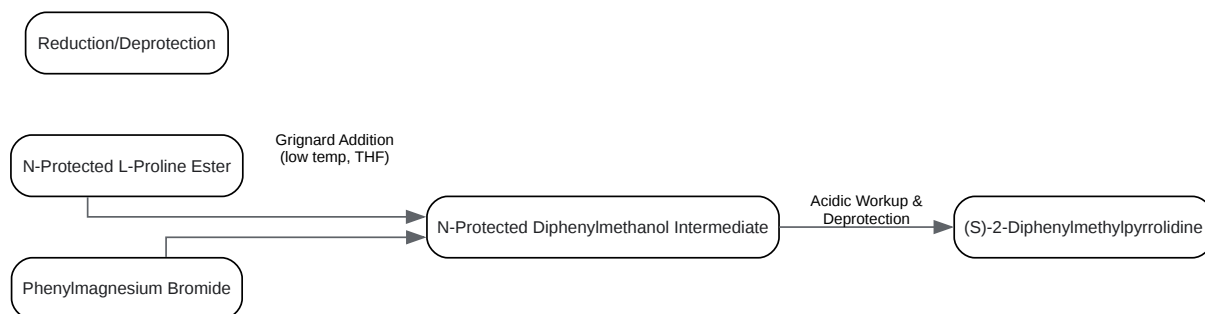 Reduction/Deprotection
N-Protected L-Proline Ester
Grignard Addition
(low temp, THF)
N-Protected Diphenylmethanol Intermediate
Acidic Workup &
Deprotection
(S)-2-Diphenylmethylpyrrolidine
Phenylmagnesium Bromide